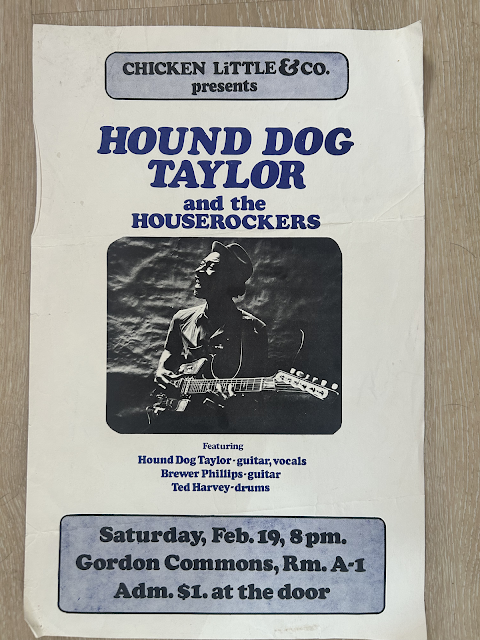 CHICKEN LiTTLE & CO.
presents
HOUND DOG
TAYLOR
and the
HOUSEROCKERS
Featuring
Hound Dog Taylor-guitar, vocals
Brewer Phillips-guitar
Ted Harvey-drums
Saturday, Feb. 19, 8 pm.
Gordon Commons, Rm. A-1
Adm. $1. at the door